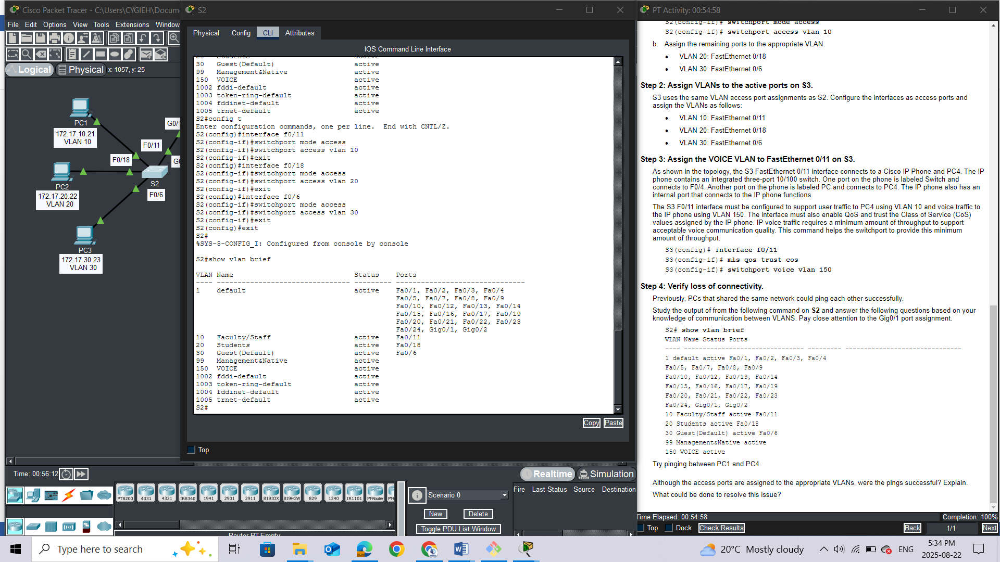 Cisco Packet Tracer - C:\Users\CYGIEH\Docum
File Edit Options View Tools Extensions Window
Logical Physical x: 1057, y: 25
PC1
172.17.10.21
VLAN 10
G0/1
F0/11
F0/18
G0
PC2
172.17.20.22
VLAN 20
S2
F0/6
PC3
172.17.30.23
VLAN 30
S2
Physical Config CLI Attributes
IOS Command Line Interface
20 Students active
30 Guest(Default) active
99 Management&Native active
150 VOICE active
1002 fddi-default active
1003 token-ring-default active
1004 fddinet-default active
1005 trnet-default active
S2#config t
Enter configuration commands, one per line. End with CNTL/Z.
S2(config)#interface f0/11
S2(config-if)#switchport mode access
S2(config-if)#switchport access vlan 10
S2(config-if)#exit
S2(config)#interface f0/18
S2(config-if)#switchport mode access
S2(config-if)#switchport access vlan 20
S2(config-if)#exit
S2(config)#interface f0/6
S2(config-if)#switchport mode access
S2(config-if)#switchport access vlan 30
S2(config-if)#exit
S2(config)#exit
S2#
%SYS-5-CONFIG_I: Configured from console by console
S2#show vlan brief
VLAN Name Status Ports
---- -------------------------------- --------- -------------------------------
1 default active Fa0/1, Fa0/2, Fa0/3, Fa0/4
Fa0/5, Fa0/7, Fa0/8, Fa0/9
Fa0/10, Fa0/12, Fa0/13, Fa0/14
Fa0/15, Fa0/16, Fa0/17, Fa0/19
Fa0/20, Fa0/21, Fa0/22, Fa0/23
Fa0/24, Gig0/1, Gig0/2
10 Faculty/Staff active Fa0/11
20 Students active Fa0/18
30 Guest(Default) active Fa0/6
99 Management&Native active
150 VOICE active
1002 fddi-default active
1003 token-ring-default active
1004 fddinet-default active
1005 trnet-default active
S2#
Copy Paste
Top
Time: 00:56:12
Realtime Simulation
PT8200 4331 4321 IR8340 1941 2901 2911 819IOX 819HGW 829 1240 IR1101 PT-Router PT-E
Router PT Empty
Scenario 0
New Delete
Toggle PDU List Window
Fire Last Status Source Destination
PT Activity: 00:54:58
S2(config-if)# switchport mode access
S2(config-if)# switchport access vlan 10
b. Assign the remaining ports to the appropriate VLAN.
• VLAN 20: FastEthernet 0/18
• VLAN 30: FastEthernet 0/6
Step 2: Assign VLANs to the active ports on S3.
S3 uses the same VLAN access port assignments as S2. Configure the interfaces as access ports and
assign the VLANs as follows:
• VLAN 10: FastEthernet 0/11
• VLAN 20: FastEthernet 0/18
• VLAN 30: FastEthernet 0/6
Step 3: Assign the VOICE VLAN to FastEthernet 0/11 on S3.
As shown in the topology, the S3 FastEthernet 0/11 interface connects to a Cisco IP Phone and PC4. The IP
phone contains an integrated three-port 10/100 switch. One port on the phone is labeled Switch and
connects to F0/4. Another port on the phone is labeled PC and connects to PC4. The IP phone also has an
internal port that connects to the IP phone functions.
The S3 F0/11 interface must be configured to support user traffic to PC4 using VLAN 10 and voice traffic to
the IP phone using VLAN 150. The interface must also enable QoS and trust the Class of Service (CoS)
values assigned by the IP phone. IP voice traffic requires a minimum amount of throughput to support
acceptable voice communication quality. This command helps the switchport to provide this minimum
amount of throughput.
S3(config)# interface f0/11
S3(config-if)# mls qos trust cos
S3(config-if)# switchport voice vlan 150
Step 4: Verify loss of connectivity.
Previously, PCs that shared the same network could ping each other successfully.
Study the output of from the following command on S2 and answer the following questions based on your
knowledge of communication between VLANS. Pay close attention to the Gig0/1 port assignment.
S2# show vlan brief
VLAN Name Status Ports
---- -------------------------------- --------- -------------------------------
1 default active Fa0/1, Fa0/2, Fa0/3, Fa0/4
Fa0/5, Fa0/7, Fa0/8, Fa0/9
Fa0/10, Fa0/12, Fa0/13, Fa0/14
Fa0/15, Fa0/16, Fa0/17, Fa0/19
Fa0/20, Fa0/21, Fa0/22, Fa0/23
Fa0/24, Gig0/1, Gig0/2
10 Faculty/Staff active Fa0/11
20 Students active Fa0/18
30 Guest(Default) active Fa0/6
99 Management&Native active
150 VOICE active
Try pinging between PC1 and PC4.
Although the access ports are assigned to the appropriate VLANs, were the pings successful? Explain.
What could be done to resolve this issue?
Time Elapsed: 00:54:58 Completion: 100%
Top Dock Check Results Back 1/1 Next
Type here to search
20°C Mostly cloudy
ENG
5:34 PM
2025-08-22